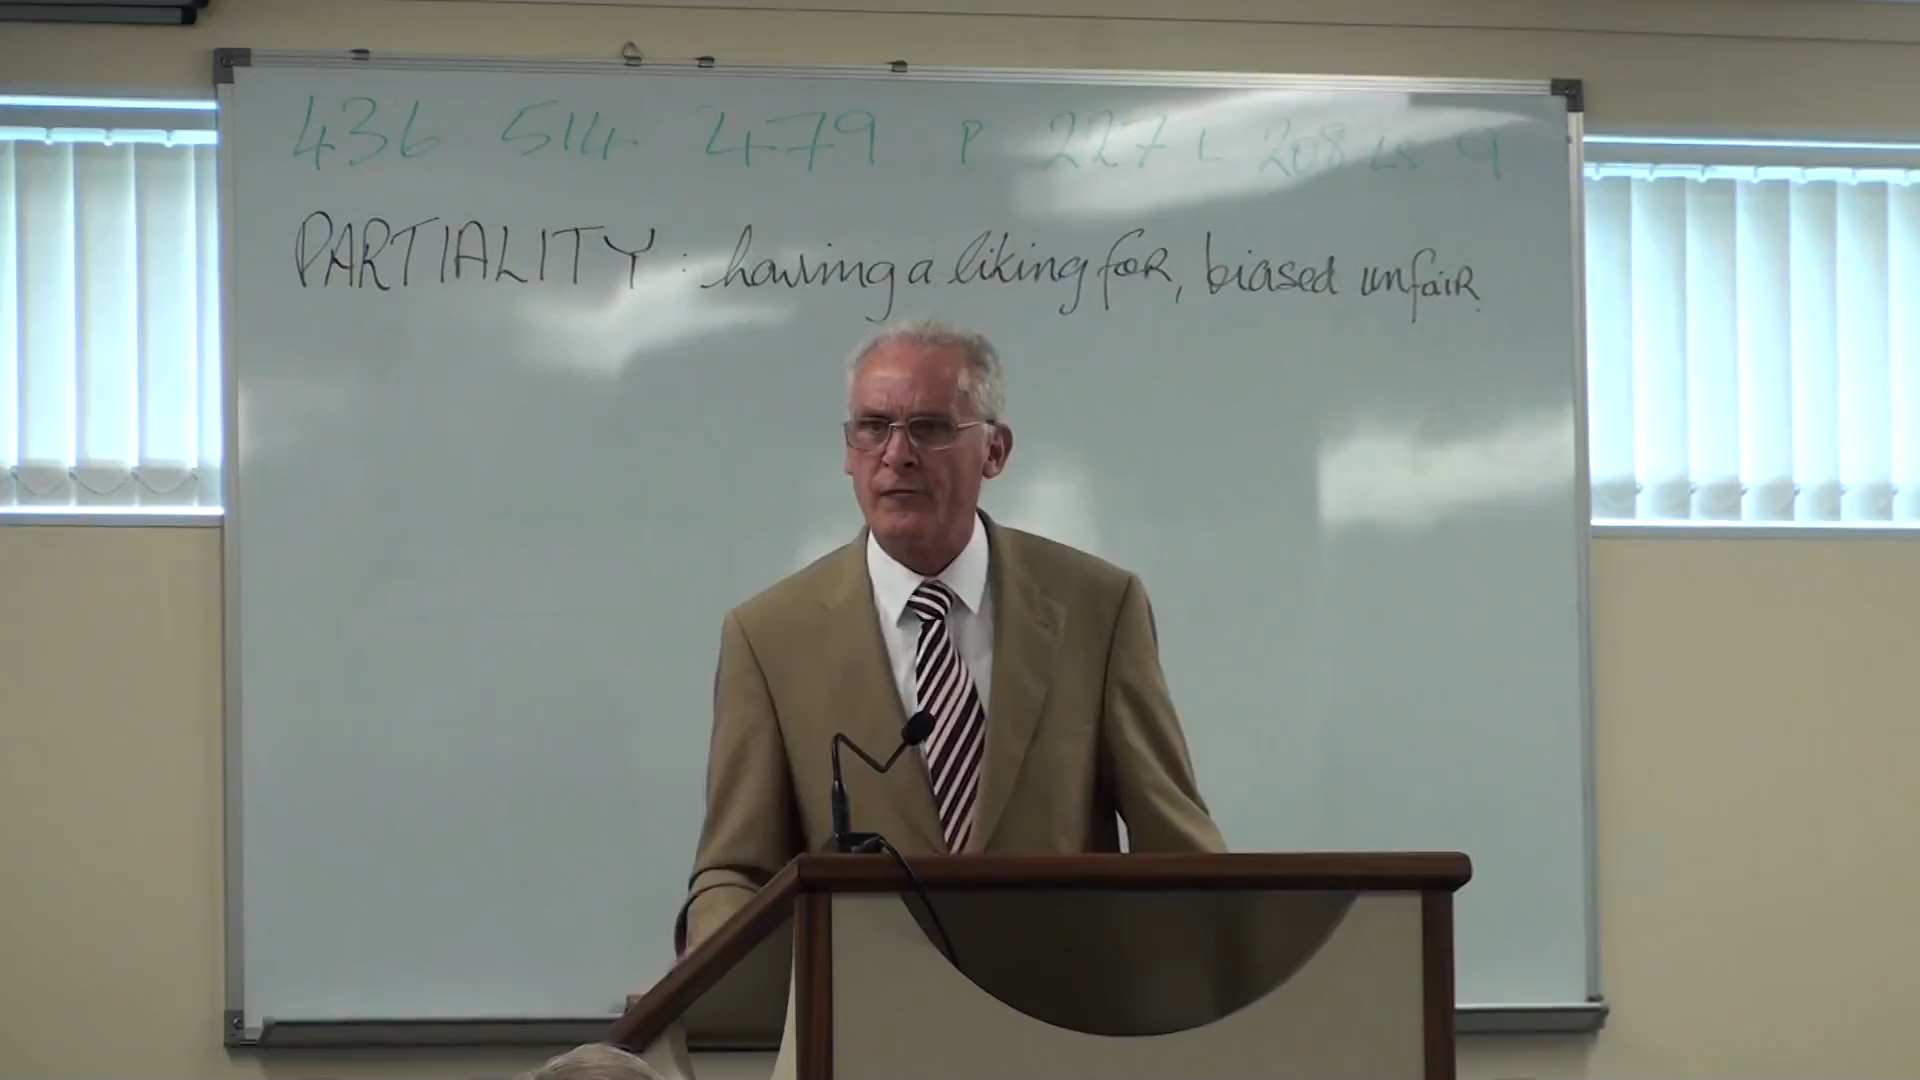 436 514 479 P 227 L 208 LS 9
PARTIALITY : having a liking foR, biased unfaiR.